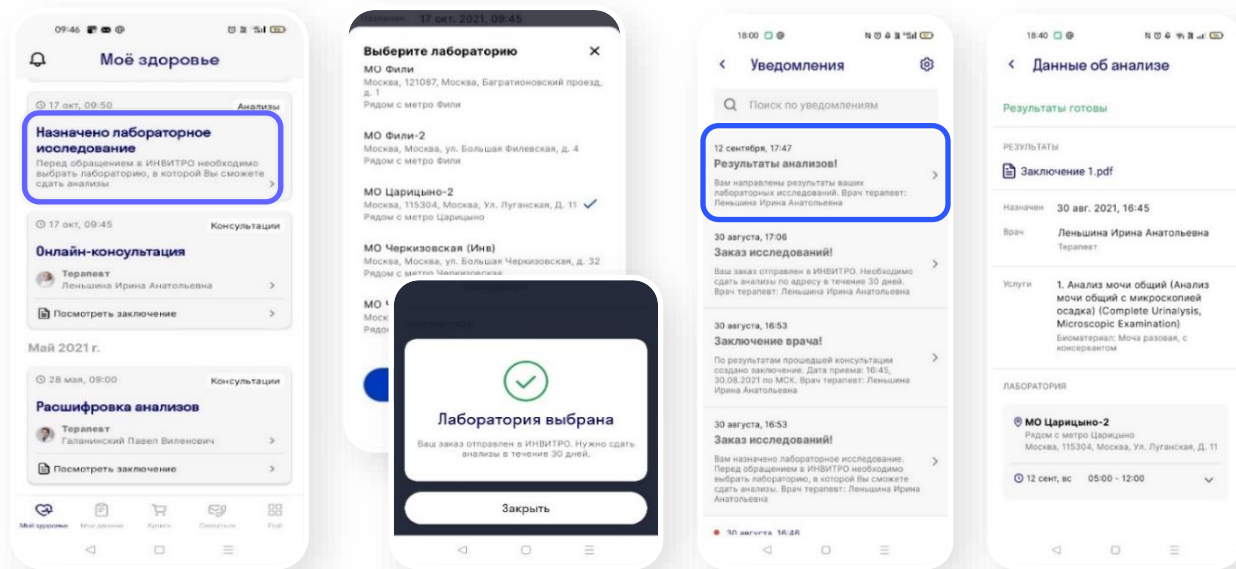 09:46
Моё здоровье
17 окт, 09:50
Анализы
Назначено лабораторное
исследование
Перед обращением в ИНВИТРО необходимо
выбрать лабораторию, в которой Вы сможете
сдать анализы
17 окт, 09:45
Консультации
Онлайн-консультация
Терапевт
Леньшина Ирина Анатольевна
Посмотреть заключение
Май 2021 г.
28 мая, 09:00
Консультации
Расшифровка анализов
Терапевт
Галанинский Павел Виленович
Посмотреть заключение
Моё здоровье
Мои данные
Купить
Связаться
Ещё
17 окт. 2021, 09:45
Выберите лабораторию
МО Фили
Москва, 121087, Москва, Багратионовский проезд,
д. 1
Рядом с метро Фили
МО Фили-2
Москва, Москва, ул. Большая Филевская, д. 4
Рядом с метро Фили
МО Царицыно-2
Москва, 115304, Москва, Ул. Луганская, Д. 11
Рядом с метро Царицыно
МО Черкизовская (Инв)
Москва, Москва, ул. Большая Черкизовская, д. 32
Рядом с метро Черкизовская
Лаборатория выбрана
Ваш заказ отправлен в ИНВИТРО. Нужно сдать
анализы в течение 30 дней.
Закрыть
18:00
Уведомления
Поиск по уведомлениям
12 сентября, 17:47
Результаты анализов!
Вам направлены результаты ваших
лабораторных исследований. Врач терапевт:
Леньшина Ирина Анатольевна
30 августа, 17:06
Заказ исследований!
Ваш заказ отправлен в ИНВИТРО. Необходимо
сдать анализы по адресу в течение 30 дней.
Врач терапевт: Леньшина Ирина Анатольевна
30 августа, 16:53
Заключение врача!
По результатам прошедшей консультации
создано заключение. Дата приема: 16:45,
30.08.2021 по МСК. Врач терапевт: Леньшина
Ирина Анатольевна
30 августа, 16:53
Заказ исследований!
Вам назначено лабораторное исследование.
Перед обращением в ИНВИТРО необходимо
выбрать лабораторию, в которой Вы сможете
сдать анализы. Врач терапевт: Леньшина Ирина
Анатольевна
30 августа, 16:46
18:40
Данные об анализе
Результаты готовы
РЕЗУЛЬТАТЫ
Заключение 1.pdf
Назначен 30 авг. 2021, 16:45
Врач Леньшина Ирина Анатольевна
Терапевт
Услуги 1. Анализ мочи общий (Анализ
мочи общий с микроскопией
осадка) (Complete Urinalysis,
Microscopic Examination)
Биоматериал: Моча разовая, с
консервантом
ЛАБОРАТОРИЯ
МО Царицыно-2
Рядом с метро Царицыно
Москва, 115304, Москва, Ул. Луганская, Д. 11
12 сент, вс 05:00 - 12:00